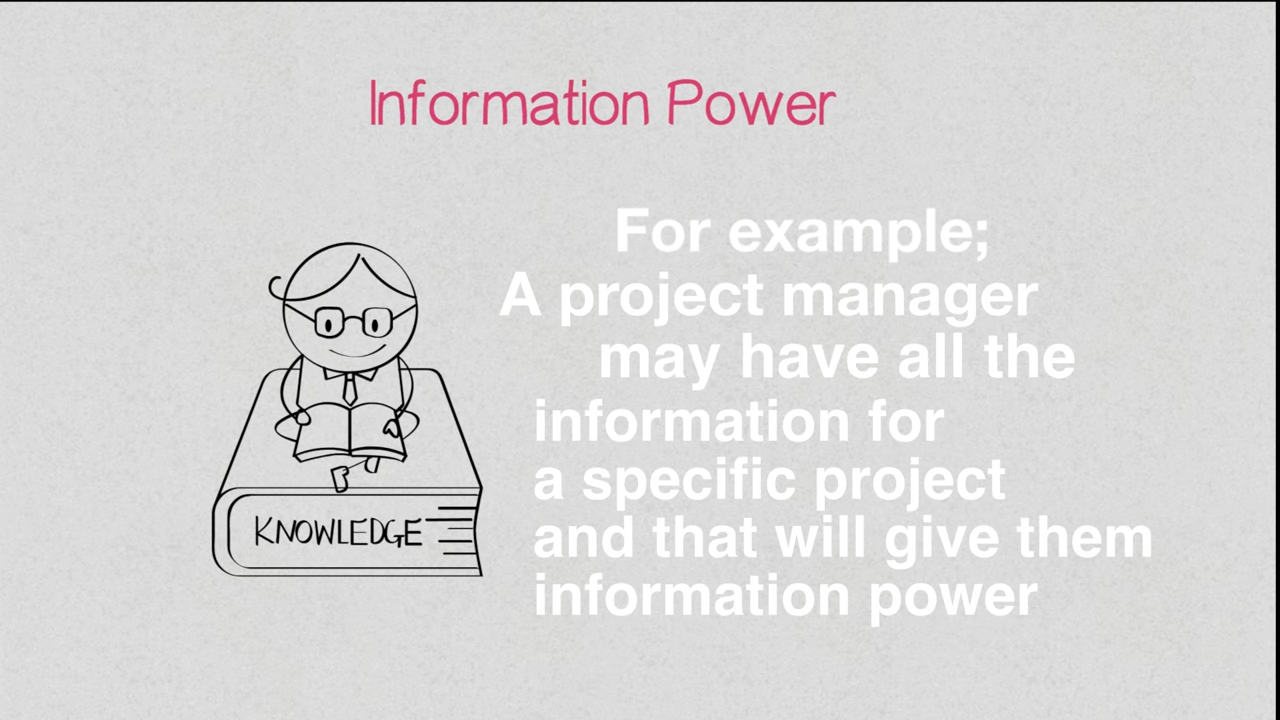 Information Power
For example;
A project manager
may have all the
information for
a specific project
and that will give them
information power
KNOWLEDGE